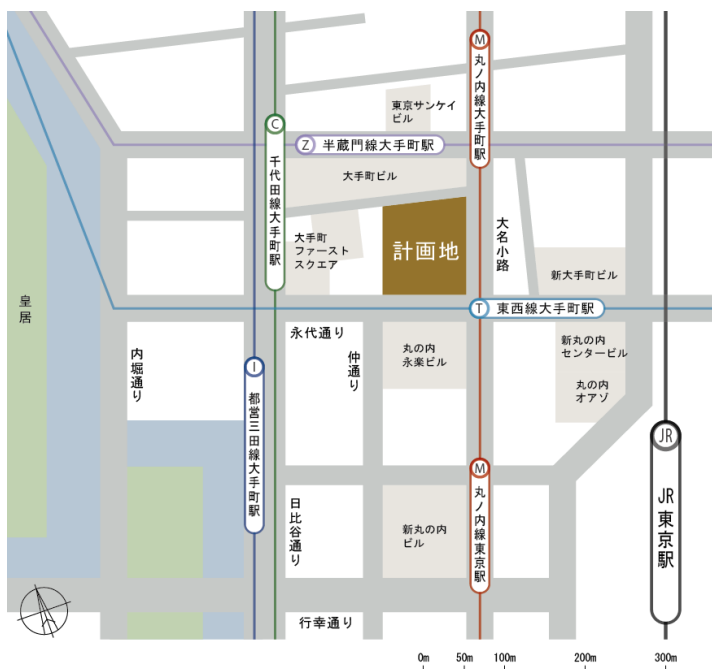 M
丸ノ内線大手町駅
東京サンケイ
ビル
C
千代田線大手町駅
Z 半蔵門線大手町駅
大手町ビル
大手町
ファースト
スクエア
計画地
大名小路
新大手町ビル
皇居
T 東西線大手町駅
永代通り
内堀通り
仲通り
丸の内
永楽ビル
新丸の内
センタービル
丸の内
オアゾ
I
都営三田線大手町駅
JR
JR東京駅
M
丸ノ内線東京駅
日比谷通り
新丸の内
ビル
行幸通り
0m 50m 100m 200m 300m